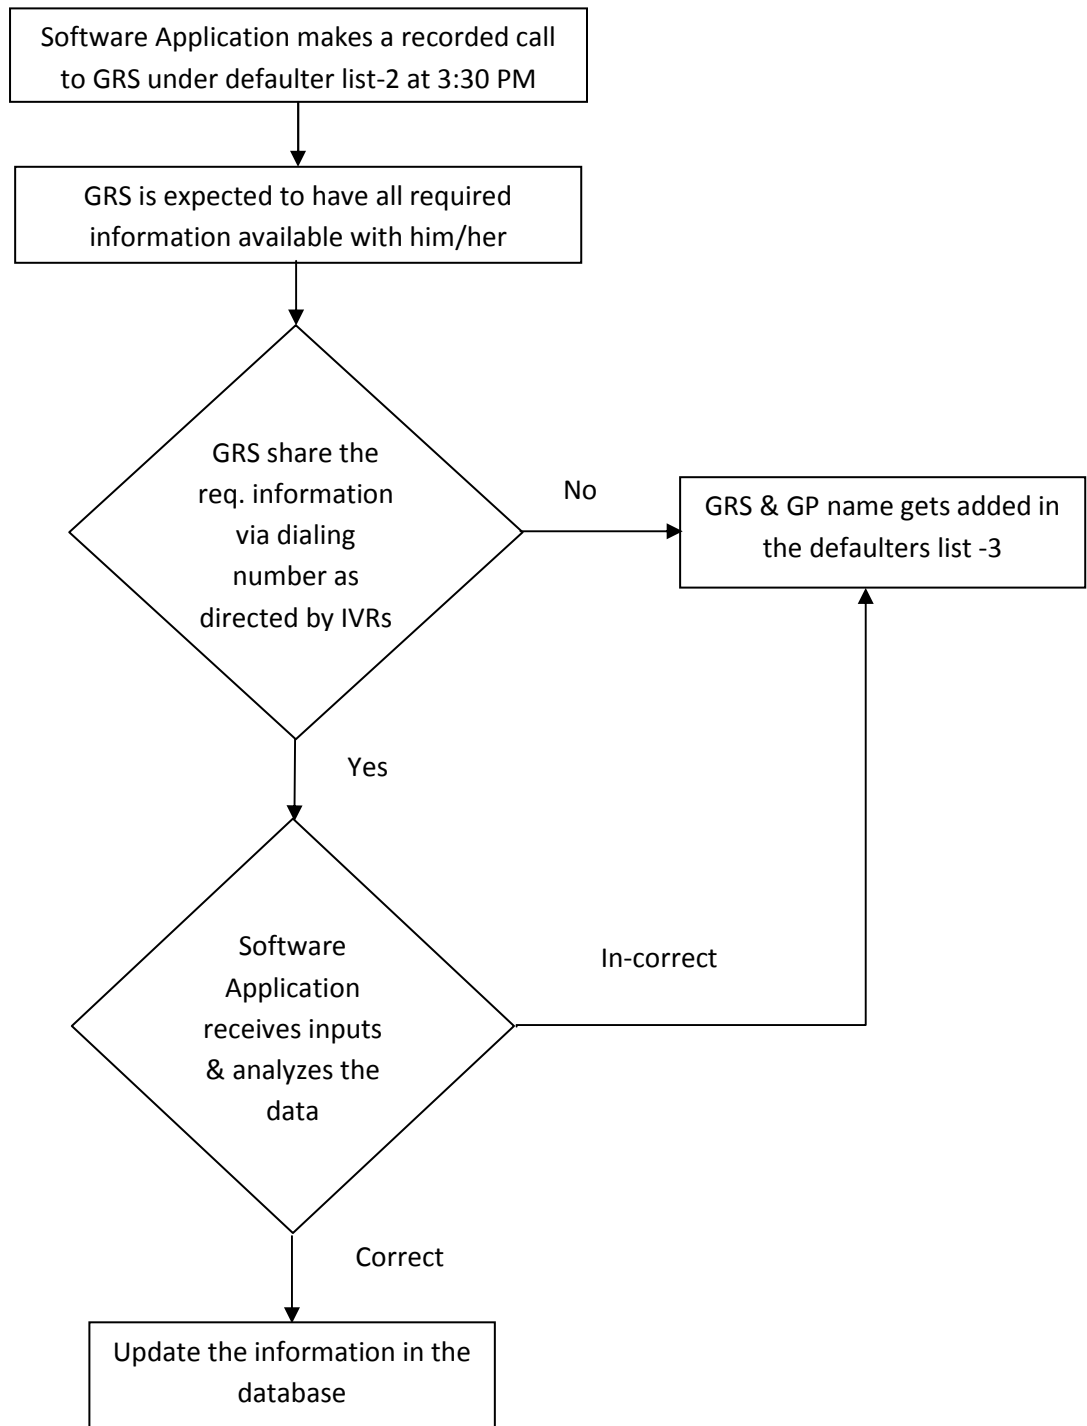 Software Application makes a recorded call
to GRS under defaulter list-2 at 3:30 PM
GRS is expected to have all required
information available with him/her
GRS share the
req. information
via dialing
number as
directed by IVRs
No
GRS & GP name gets added in
the defaulters list -3
Yes
Software
Application
receives inputs
& analyzes the
data
In-correct
Correct
Update the information in the
database